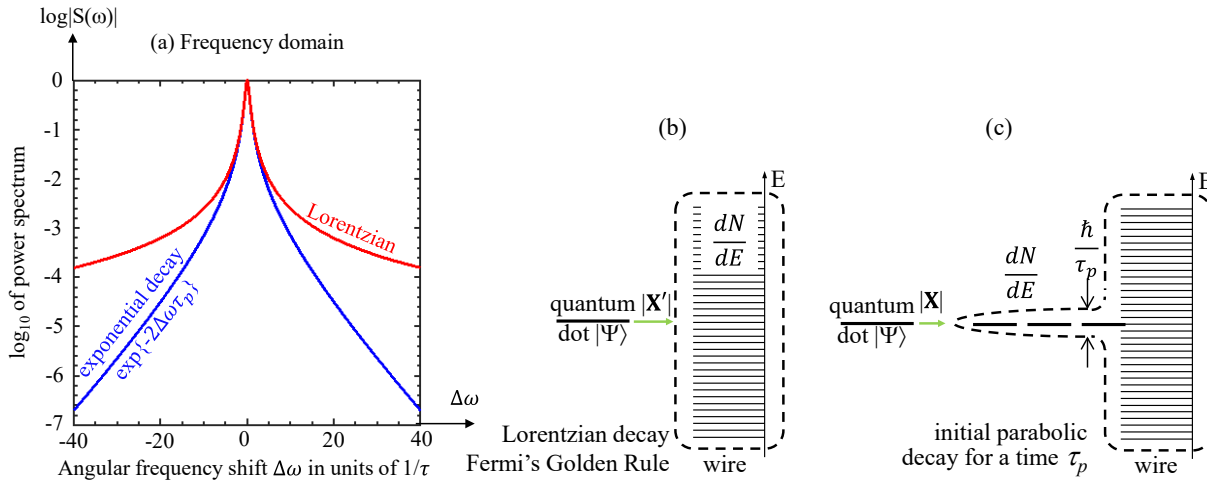 log|S(ω)|
(a) Frequency domain
0
-1
-2
-3
-4
-5
-6
-7
log₁₀ of power spectrum
Lorentzian
exponential decay
exp{-2Δωτₚ}
Δω
-40
-20
0
20
40
Angular frequency shift Δω in units of 1/τ
(b)
E
dN
dE
quantum |X′|
dot |Ψ⟩
Lorentzian decay
Fermi's Golden Rule
wire
(c)
E
ħ
τₚ
dN
dE
quantum |X|
dot |Ψ⟩
initial parabolic
decay for a time τₚ
wire